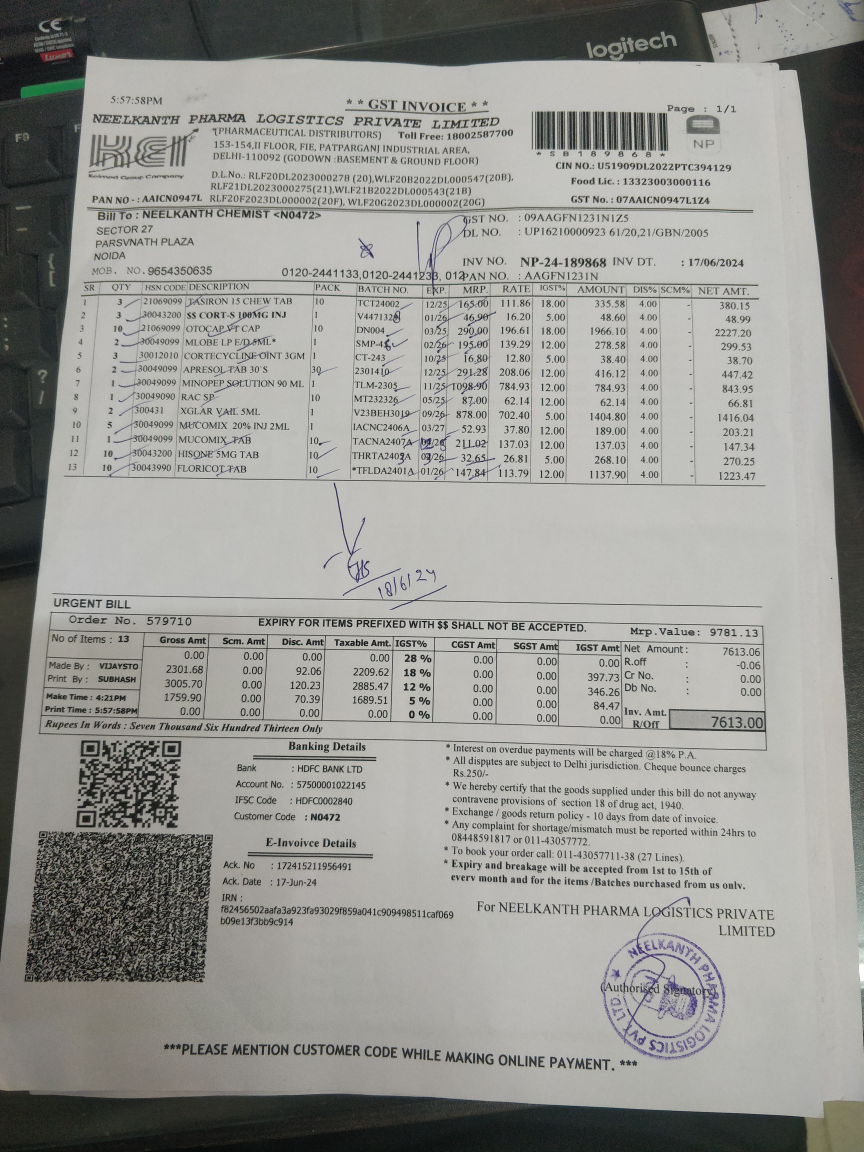 logitech
F9
5:57:58PM
* * GST INVOICE * *
Page : 1/1
NEELKANTH PHARMA LOGISTICS PRIVATE LIMITED
(PHARMACEUTICAL DISTRIBUTORS) Toll Free: 18002587700
153-154,II FLOOR, FIE, PATPARGANJ INDUSTRIAL AREA,
DELHI-110092 (GODOWN :BASEMENT & GROUND FLOOR)
* S B 1 8 9 8 6 8 *
NP
CIN NO.: U51909DL2022PTC394129
D.L.No.: RLF20DL2023000278 (20),WLF20B2022DL000547(20B),
RLF21DL2023000275(21),WLF21B2022DL000543(21B)
RLF20F2023DL000002(20F), WLF20G2023DL000002(20G)
Food Lic. : 13323003000116
PAN NO - : AAICN0947L
GST No. : 07AAICN0947L1Z4
Bill To : NEELKANTH CHEMIST <N0472>
GST NO. : 09AAGFN1231N1Z5
SECTOR 27
DL NO. : UP16210000923 61/20,21/GBN/2005
PARSVNATH PLAZA
NOIDA
INV NO. NP-24-189868 INV DT. : 17/06/2024
MOB. NO. 9654350635 0120-2441133,0120-2441233, 012 PAN NO. : AAGFN1231N
SR QTY HSN CODE DESCRIPTION PACK BATCH NO. EXP. MRP. RATE IGST% AMOUNT DIS% SCM% NET AMT.
1 3 21069099 TASIRON 15 CHEW TAB 10 TCT24002 12/25 165.00 111.86 18.00 335.58 4.00 - 380.15
2 3 30043200 $$ CORT-S 100MG INJ 1 V447132 01/26 46.90 16.20 5.00 48.60 4.00 - 48.99
3 10 21069099 OTOCAP VT CAP 10 DN004 03/25 290.00 196.61 18.00 1966.10 4.00 - 2227.20
4 2 30049099 MLOBE LP E/D 5ML* 1 02/26 195.00 139.29 12.00 278.58 4.00 - 299.53
5 3 30012010 CORTECYCLINE OINT 3GM 1 CT-243 10/25 16.80 12.80 5.00 38.40 4.00 - 38.70
6 2 30049099 APRESOL TAB 30'S 30 2301410 12/25 291.28 208.06 12.00 416.12 4.00 - 447.42
7 1 30049099 MINOPEP SOLUTION 90 ML 1 TLM-2305 11/25 1098.90 784.93 12.00 784.93 4.00 - 843.95
8 1 30049090 RAC SP 1 MT232326 05/25 87.00 62.14 12.00 62.14 4.00 - 66.81
9 2 300431 XGLAR VAIL 5ML 1 V23BEH3019 09/26 878.00 702.40 5.00 1404.80 4.00 - 1416.04
10 5 30049099 MUCOMIX 20% INJ 2ML 1 IACNC2406A 03/27 52.93 37.80 12.00 189.00 4.00 - 203.21
11 1 30049099 MUCOMIX TAB 10 TACNA2407A 211.02 137.03 12.00 137.03 4.00 - 147.34
12 10 30043200 HISONE 5MG TAB 10 THRTA2403A 32.65 26.81 5.00 268.10 4.00 - 270.25
13 10 30043990 FLORICOT TAB 10 *TFLDA2401A 01/26 147.84 113.79 12.00 1137.90 4.00 - 1223.47
18/6/24
URGENT BILL
Order No. 579710 EXPIRY FOR ITEMS PREFIXED WITH $$ SHALL NOT BE ACCEPTED. Mrp.Value: 9781.13
No of Items : 13 Gross Amt Scm. Amt Disc. Amt Taxable Amt. IGST% CGST Amt SGST Amt IGST Amt Net Amount: 7613.06
0.00 0.00 0.00 0.00 28 % 0.00 0.00 0.00 R.off : -0.06
Made By : VIJAYSTO 2301.68 0.00 92.06 2209.62 18 % 0.00 0.00 397.73 Cr No. : 0.00
Print By : SUBHASH 3005.70 0.00 120.23 2885.47 12 % 0.00 0.00 346.26 Db No. : 0.00
Make Time : 4:21PM 1759.90 0.00 70.39 1689.51 5 % 0.00 0.00 84.47
Print Time : 5:57:58PM 0.00 0.00 0.00 0.00 0 % 0.00 0.00 0.00 Inv. Amt. R/Off 7613.00
Rupees In Words : Seven Thousand Six Hundred Thirteen Only
Banking Details
Bank : HDFC BANK LTD
Account No. : 57500001022145
IFSC Code : HDFC0002840
Customer Code : N0472
E-Invoivce Details
Ack. No : 172415211956491
Ack. Date : 17-Jun-24
IRN :
f82456502aafa3a923fa93029f859a041c909498511caf069
b09e13f3bb9c914
* Interest on overdue payments will be charged @18% P.A.
* All disputes are subject to Delhi jurisdiction. Cheque bounce charges
Rs.250/-
* We hereby certify that the goods supplied under this bill do not anyway
contravene provisions of section 18 of drug act, 1940.
* Exchange / goods return policy - 10 days from date of invoice.
* Any complaint for shortage/mismatch must be reported within 24hrs to
08448591817 or 011-43057772.
* To book your order call: 011-43057711-38 (27 Lines).
* Expiry and breakage will be accepted from 1st to 15th of
every month and for the items /Batches purchased from us only.
For NEELKANTH PHARMA LOGISTICS PRIVATE
LIMITED
(Authorised Signatory)
NEELKANTH PHARMA LOGISTICS PVT. LTD.
***PLEASE MENTION CUSTOMER CODE WHILE MAKING ONLINE PAYMENT. ***